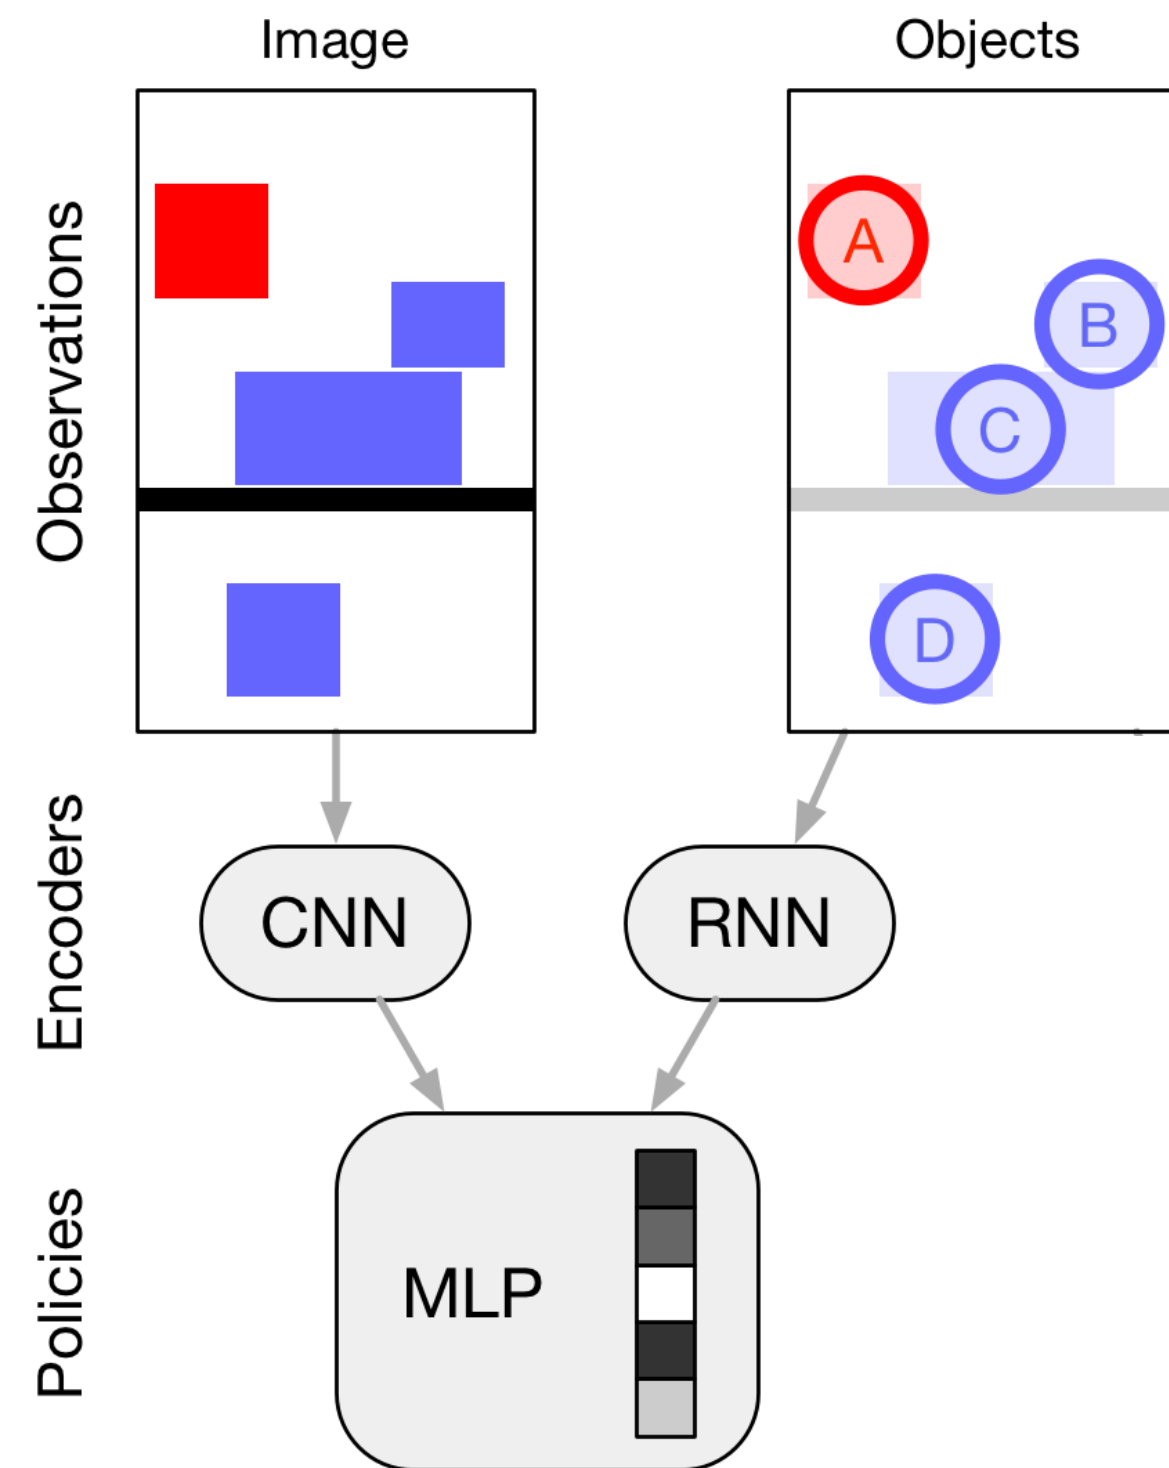 Image
Objects
Observations
A
B
C
D
Encoders
CNN
RNN
Policies
MLP